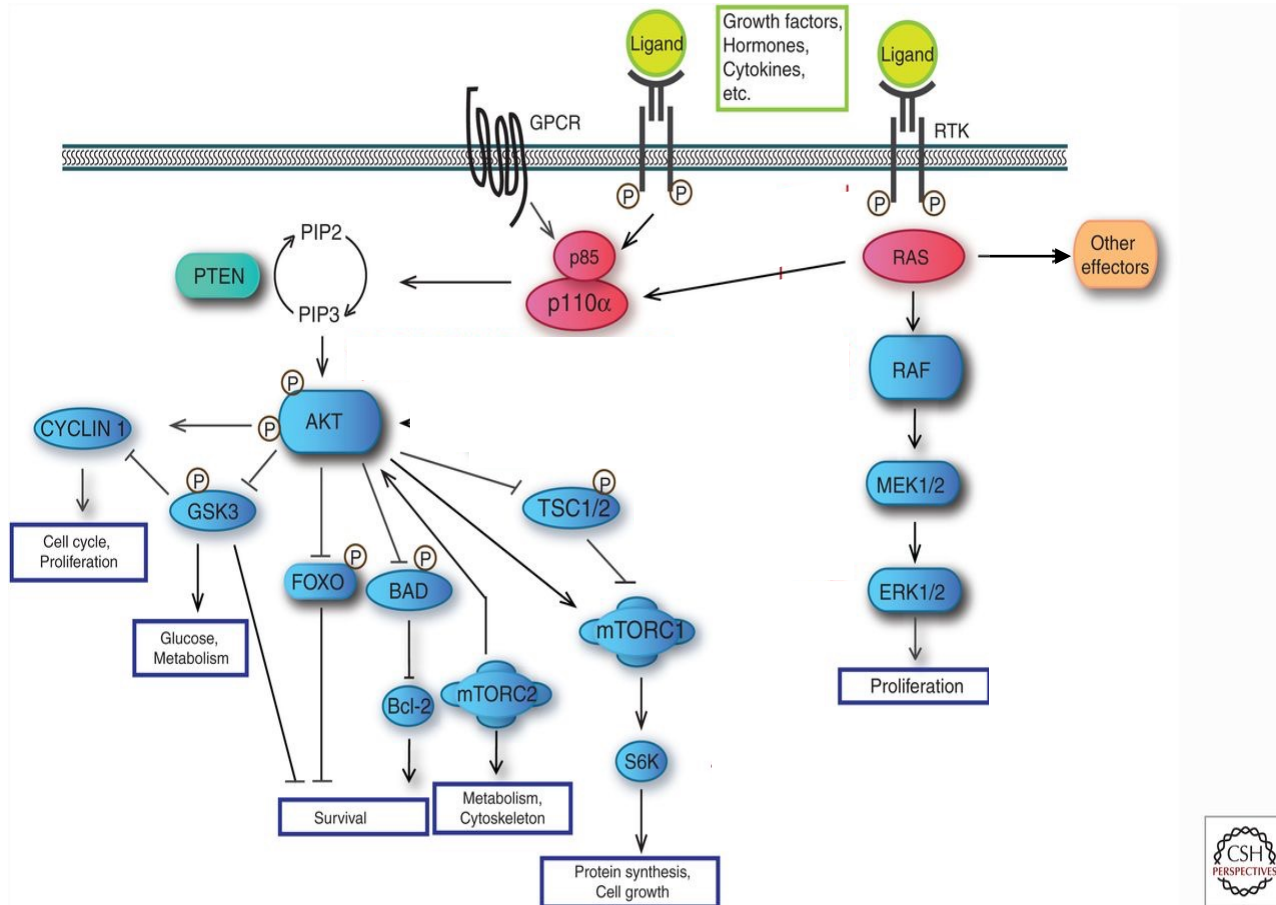 Ligand
Growth factors,
Hormones,
Cytokines,
etc.
Ligand
GPCR
RTK
P
P
P
P
PIP2
PTEN
PIP3
p85
p110α
RAS
Other
effectors
RAF
P
P
AKT
CYCLIN 1
P
GSK3
P
TSC1/2
MEK1/2
Cell cycle,
Proliferation
P
FOXO
P
BAD
ERK1/2
mTORC1
Glucose,
Metabolism
Bcl-2
mTORC2
Proliferation
S6K
Survival
Metabolism,
Cytoskeleton
Protein synthesis,
Cell growth
CSH
PERSPECTIVES